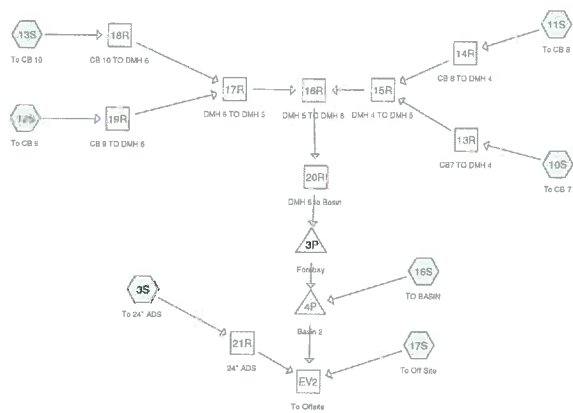 13S
To CB 10
18R
CB 10 TO DMH 6
11S
To CB 8
14R
CB 8 TO DMH 4
17R
DMH 6 TO DMH 5
16R
DMH 5 TO DMH 6
15R
DMH 4 TO DMH 5
12S
To CB 9
19R
CB 9 TO DMH 6
13R
CB7 TO DMH 4
10S
To CB 7
20R
DMH 6 to Basin
3P
Forebay
3S
To 24" ADS
4P
Basin 2
16S
TO BASIN
21R
24" ADS
17S
To Off Site
EV2
To Offsite